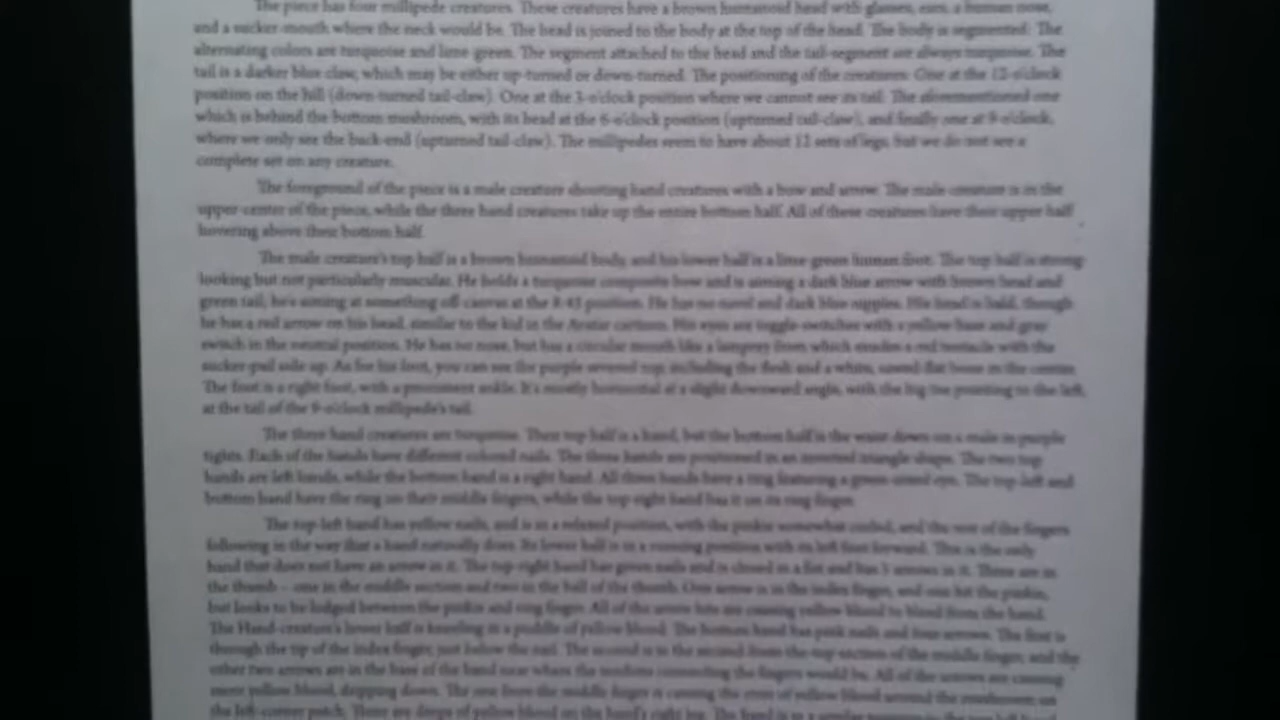 The piece has four millipede creatures. These creatures have a brown humanoid head with glasses, ears, a human nose,
and a sucker-mouth where the neck would be. The head is joined to the body at the top of the head. The body is segmented. The
alternating colors are turquoise and lime green. The segment attached to the head and the tail-segment are always turquoise. The
tail is a darker blue claw, which may be either up-turned or down-turned. The positioning of the creatures: One at the 12-o'clock
position on the hill (down-turned tail-claw). One at the 3-o'clock position where we cannot see its tail. The aforementioned one
which is behind the bottom mushroom, with its head at the 6-o'clock position (upturned tail-claw), and finally one at 9-o'clock,
where we only see the back-end (upturned tail-claw). The millipedes seem to have about 12 sets of legs, but we do not see a
complete set on any creature.
The foreground of the piece is a male creature shooting hand creatures with a bow and arrow. The male creature is in the
upper-center of the piece, while the three hand creatures take up the entire bottom half. All of these creatures have their upper half
hovering above their bottom half.
The male creature's top half is a brown humanoid body, and his lower half is a lime green human foot. The top half is strong
looking but not particularly muscular. He holds a turquoise composite bow and is aiming a dark blue arrow with brown head and
green tail; he's aiming at something off-canvas at the 8:45 position. He has no navel and dark blue nipples. His head is bald, though
he has a red arrow on his head, similar to the kid in the Avatar cartoon. His eyes are toggle-switches with a yellow base and gray
switch in the neutral position. He has no nose, but has a circular mouth like a lamprey from which exudes a red tentacle with the
sucker-pad side up. As for his foot, you can see the purple severed top, including the flesh and a white, sawed-flat bone in the center.
The foot is a right foot, with a prominent ankle. It's mostly horizontal at a slight downward angle, with the big toe pointing to the left,
at the tail of the 9-o'clock millipede's tail.
The three hand creatures are turquoise. Their top half is a hand, but the bottom half is the waist down on a male in purple
tights. Each of the hands have different colored nails. The three hands are positioned in an inverted triangle shape. The two top
hands are left hands, while the bottom hand is a right hand. All three hands have a ring featuring a green-irised eye. The top-left and
bottom hand have the ring on their middle fingers, while the top-right hand has it on its ring finger.
The top-left hand has yellow nails, and is in a relaxed position, with the pinkie somewhat curled, and the rest of the fingers
following in the way that a hand naturally does. Its lower half is in a running position with its left foot forward. This is the only
hand that does not have an arrow in it. The top-right hand has green nails and is closed in a fist and has 5 arrows in it. Three are in
the thumb – one in the middle section and two in the ball of the thumb. One arrow is in the index finger, and one hit the pinkie,
but looks to be lodged between the pinkie and ring finger. All of the arrow hits are causing yellow blood to bleed from the hand.
The Hand-creature's lower half is kneeling in a puddle of yellow blood. The bottom hand has pink nails and four arrows. The first is
through the tip of the index finger, just below the nail. The second is in the second-from-the-top section of the middle finger, and the
other two arrows are in the base of the hand near where the tendons connecting the fingers would be. All of the arrows are causing
more yellow blood, dripping down. The one from the middle finger is causing the of yellow blood around the mushroom on
the left-corner patch. There are drops of yellow blood on the hand's right leg. The hand is in a similar